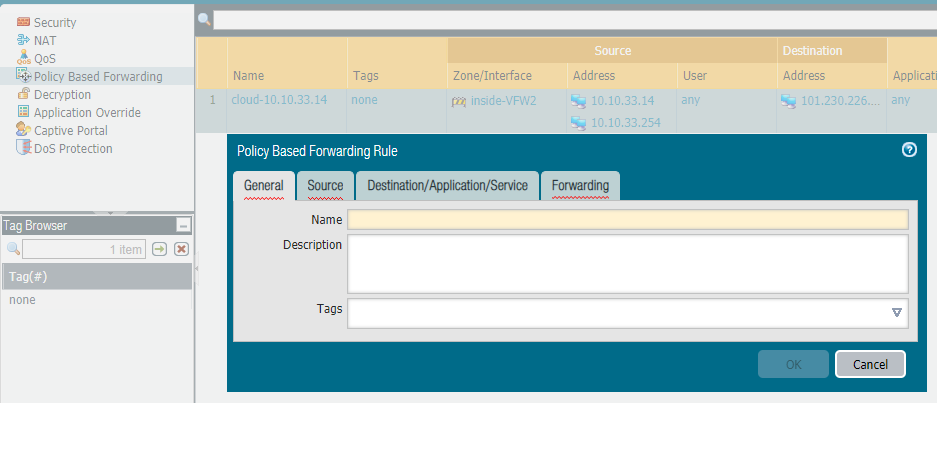 Security
NAT
QoS
Policy Based Forwarding
Decryption
Application Override
Captive Portal
DoS Protection
Tag Browser
1 item
Tag(#)
none
Source
Destination
Name
Tags
Zone/Interface
Address
User
Address
Applicati
1
cloud-10.10.33.14
none
inside-VFW2
10.10.33.14
any
101.230.226....
any
10.10.33.254
Policy Based Forwarding Rule
General
Source
Destination/Application/Service
Forwarding
Name
Description
Tags
OK
Cancel